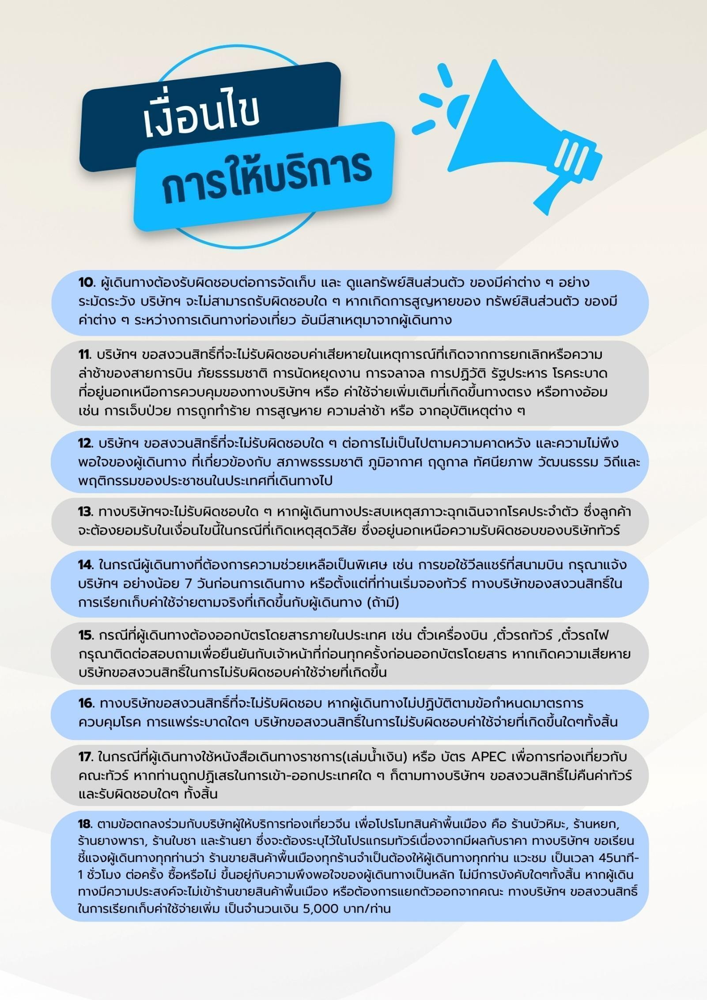 เงื่อนไข
การให้บริการ
10. ผู้เดินทางต้องรับผิดชอบต่อการจัดเก็บ และ ดูแลทรัพย์สินส่วนตัว ของมีค่าต่าง ๆ อย่าง
ระมัดระวัง บริษัทฯ จะไม่สามารถรับผิดชอบใด ๆ หากเกิดการสูญหายของ ทรัพย์สินส่วนตัว ของมี
ค่าต่าง ๆ ระหว่างการเดินทางท่องเที่ยว อันมีสาเหตุมาจากผู้เดินทาง
11. บริษัทฯ ขอสงวนสิทธิ์ที่จะไม่รับผิดชอบค่าเสียหายในเหตุการณ์ที่เกิดจากการยกเลิกหรือความ
ล่าช้าของสายการบิน ภัยธรรมชาติ การนัดหยุดงาน การจลาจล การปฏิวัติ รัฐประหาร โรคระบาด
ที่อยู่นอกเหนือการควบคุมของทางบริษัทฯ หรือ ค่าใช้จ่ายเพิ่มเติมที่เกิดขึ้นทางตรง หรือทางอ้อม
เช่น การเจ็บป่วย การถูกทำร้าย การสูญหาย ความล่าช้า หรือ จากอุบัติเหตุต่าง ๆ
12. บริษัทฯ ขอสงวนสิทธิ์ที่จะไม่รับผิดชอบใด ๆ ต่อการไม่เป็นไปตามความคาดหวัง และความไม่พึง
พอใจของผู้เดินทาง ที่เกี่ยวข้องกับ สภาพธรรมชาติ ภูมิอากาศ ฤดูกาล ทัศนียภาพ วัฒนธรรม วิถีและ
พฤติกรรมของประชาชนในประเทศที่เดินทางไป
13. ทางบริษัทฯจะไม่รับผิดชอบใด ๆ หากผู้เดินทางประสบเหตุสภาวะฉุกเฉินจากโรคประจำตัว ซึ่งลูกค้า
จะต้องยอมรับในเงื่อนไขนี้ในกรณีที่เกิดเหตุสุดวิสัย ซึ่งอยู่นอกเหนือความรับผิดชอบของบริษัททัวร์
14. ในกรณีผู้เดินทางที่ต้องการความช่วยเหลือเป็นพิเศษ เช่น การขอใช้วีลแชร์ที่สนามบิน กรุณาแจ้ง
บริษัทฯ อย่างน้อย 7 วันก่อนการเดินทาง หรือตั้งแต่ที่ท่านเริ่มจองทัวร์ ทางบริษัทของสงวนสิทธิ์ใน
การเรียกเก็บค่าใช้จ่ายตามจริงที่เกิดขึ้นกับผู้เดินทาง (ถ้ามี)
15. กรณีที่ผู้เดินทางต้องออกบัตรโดยสารภายในประเทศ เช่น ตั๋วเครื่องบิน ,ตั๋วรถทัวร์ ,ตั๋วรถไฟ
กรุณาติดต่อสอบถามเพื่อยืนยันกับเจ้าหน้าที่ก่อนทุกครั้งก่อนออกบัตรโดยสาร หากเกิดความเสียหาย
บริษัทขอสงวนสิทธิ์ในการไม่รับผิดชอบค่าใช้จ่ายที่เกิดขึ้น
16. ทางบริษัทขอสงวนสิทธิ์ที่จะไม่รับผิดชอบ หากผู้เดินทางไม่ปฏิบัติตามข้อกำหนดมาตรการ
ควบคุมโรค การแพร่ระบาดใดๆ บริษัทขอสงวนสิทธิ์ในการไม่รับผิดชอบค่าใช้จ่ายที่เกิดขึ้นใดๆทั้งสิ้น
17. ในกรณีที่ผู้เดินทางใช้หนังสือเดินทางราชการ(เล่มน้ำเงิน) หรือ บัตร APEC เพื่อการท่องเที่ยวกับ
คณะทัวร์ หากท่านถูกปฏิเสธในการเข้า-ออกประเทศใด ๆ ก็ตามทางบริษัทฯ ขอสงวนสิทธิ์ไม่คืนค่าทัวร์
และรับผิดชอบใดๆ ทั้งสิ้น
18. ตามข้อตกลงร่วมกับบริษัทผู้ให้บริการท่องเที่ยวจีน เพื่อโปรโมทสินค้าพื้นเมือง คือ ร้านบัวหิมะ, ร้านหยก,
ร้านยางพารา, ร้านใบชา และร้านยา ซึ่งจะต้องระบุไว้ในโปรแกรมทัวร์เนื่องจากมีผลกับราคา ทางบริษัทฯ ขอเรียน
ชี้แจงผู้เดินทางทุกท่านว่า ร้านขายสินค้าพื้นเมืองทุกร้านจำเป็นต้องให้ผู้เดินทางทุกท่าน แวะชม เป็นเวลา 45นาที-
1 ชั่วโมง ต่อครั้ง ซื้อหรือไม่ ขึ้นอยู่กับความพึงพอใจของผู้เดินทางเป็นหลัก ไม่มีการบังคับใดๆทั้งสิ้น หากผู้เดิน
ทางมีความประสงค์จะไม่เข้าร้านขายสินค้าพื้นเมือง หรือต้องการแยกตัวออกจากคณะ ทางบริษัทฯ ขอสงวนสิทธิ์
ในการเรียกเก็บค่าใช้จ่ายเพิ่ม เป็นจำนวนเงิน 5,000 บาท/ท่าน